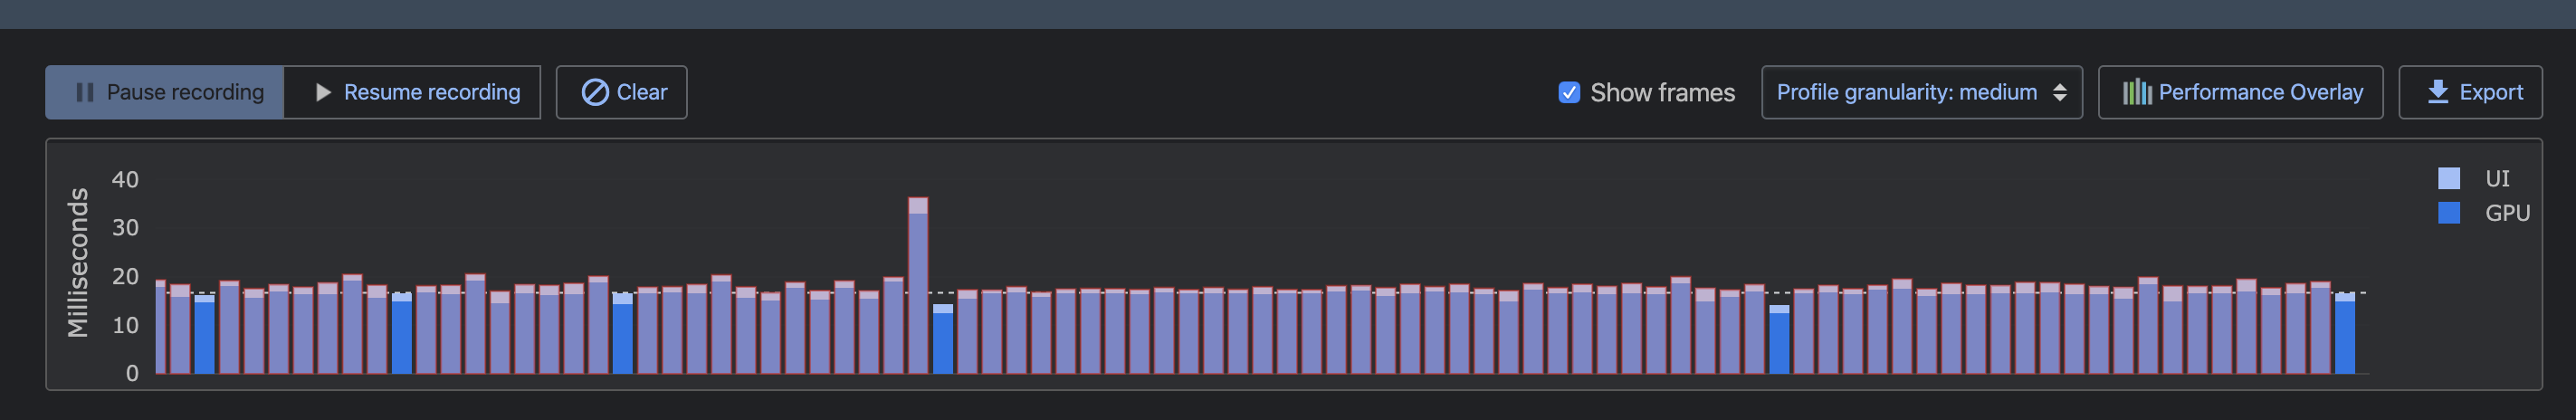 Pause recording
Resume recording
Clear
Show frames
Profile granularity: medium
Performance Overlay
Export
Milliseconds
40
30
20
10
0
UI
GPU